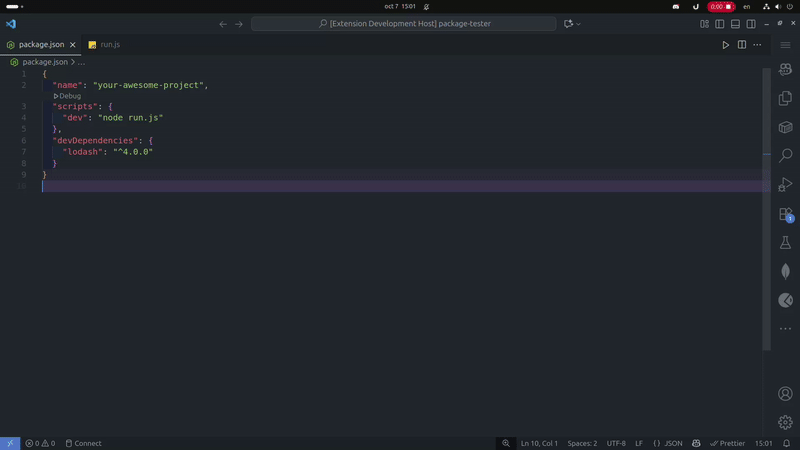 oct 7 15:01
0:00
en
[Extension Development Host] package-tester
package.json
run.js
package.json > ...
1 {
2 "name": "your-awesome-project",
Debug
3 "scripts": {
4 "dev": "node run.js"
5 },
6 "devDependencies": {
7 "lodash": "^4.0.0"
8 }
9 }
10
1
0 0 Connect
Ln 10, Col 1 Spaces: 2 UTF-8 LF {} JSON Prettier 15:01